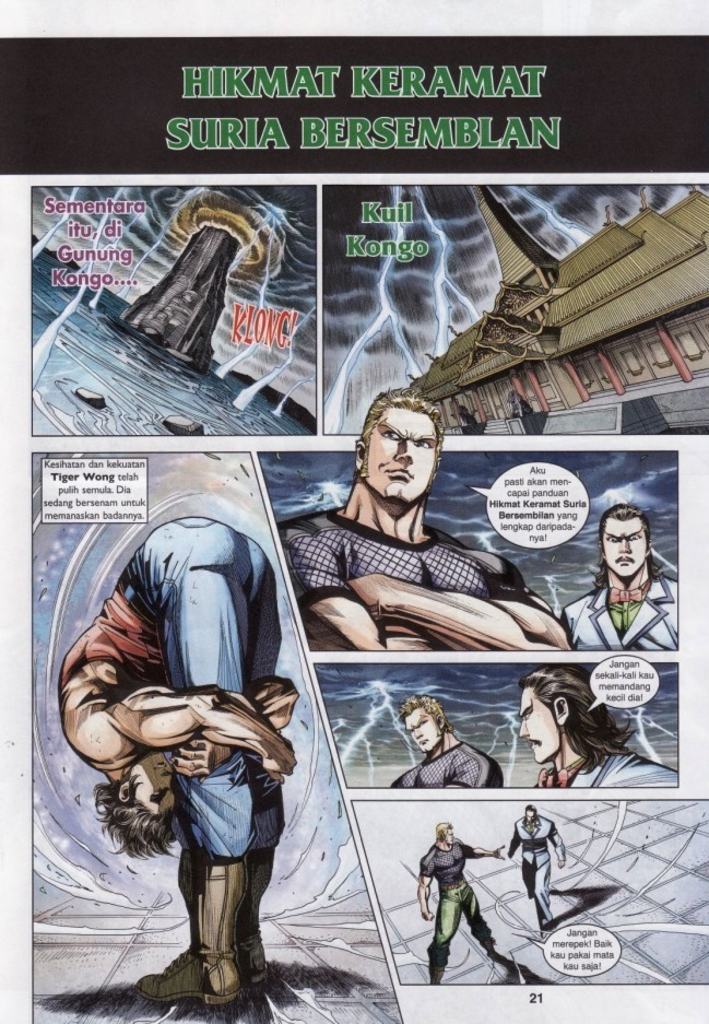 HIKMAT KERAMAT
SURIA BERSEMBLAN
Sementara
itu, di
Gunung
Kongo....
KLONG!
Kuil
Kongo
Kesihatan dan kekuatan
Tiger Wong telah
pulih semula. Dia
sedang bersenam untuk
memanaskan badannya.
Aku
pasti akan men-
capai panduan
Hikmat Keramat Suria
Bersembilan yang
lengkap daripada-
nya!
Jangan
sekali-kali kau
memandang
kecil dia!
Jangan
merepek! Baik
kau pakai mata
kau saja!
21